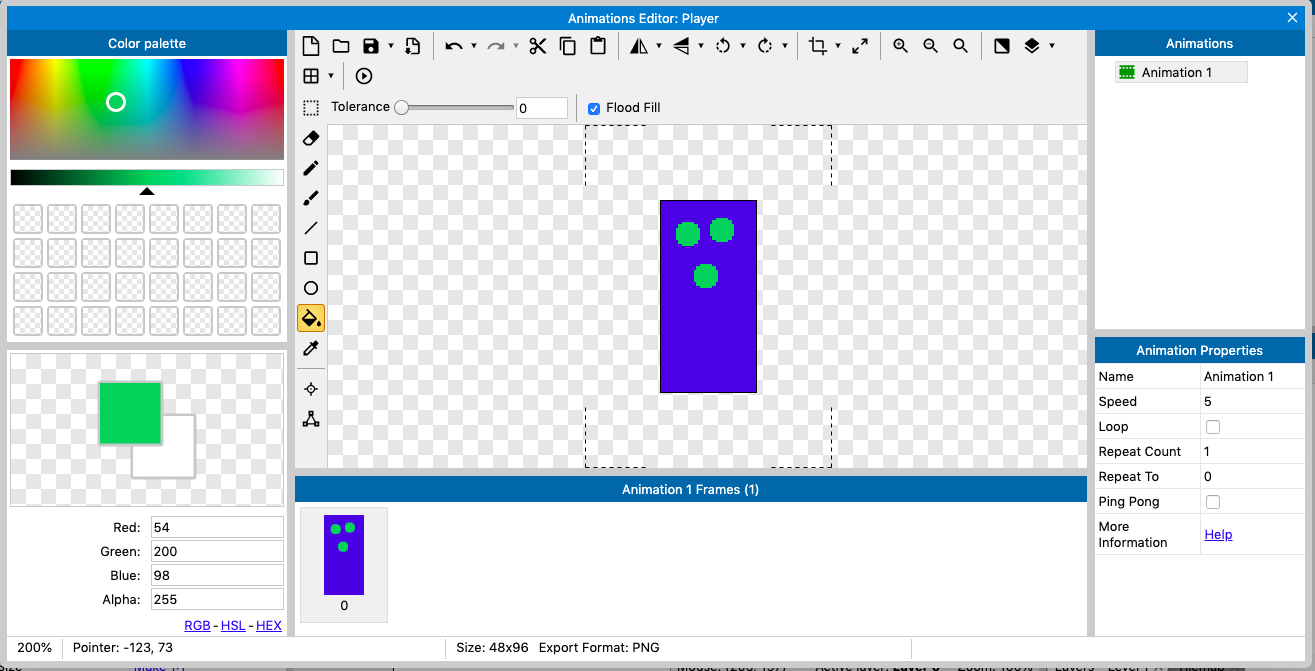 Animations Editor: Player
Color palette
Animations
Animation 1
Tolerance 0 Flood Fill
Animation Properties
Name Animation 1
Speed 5
Loop
Repeat Count 1
Repeat To 0
Ping Pong
More
Information Help
Animation 1 Frames (1)
0
Red: 54
Green: 200
Blue: 98
Alpha: 255
RGB - HSL - HEX
200% Pointer: -123, 73 Size: 48x96 Export Format: PNG